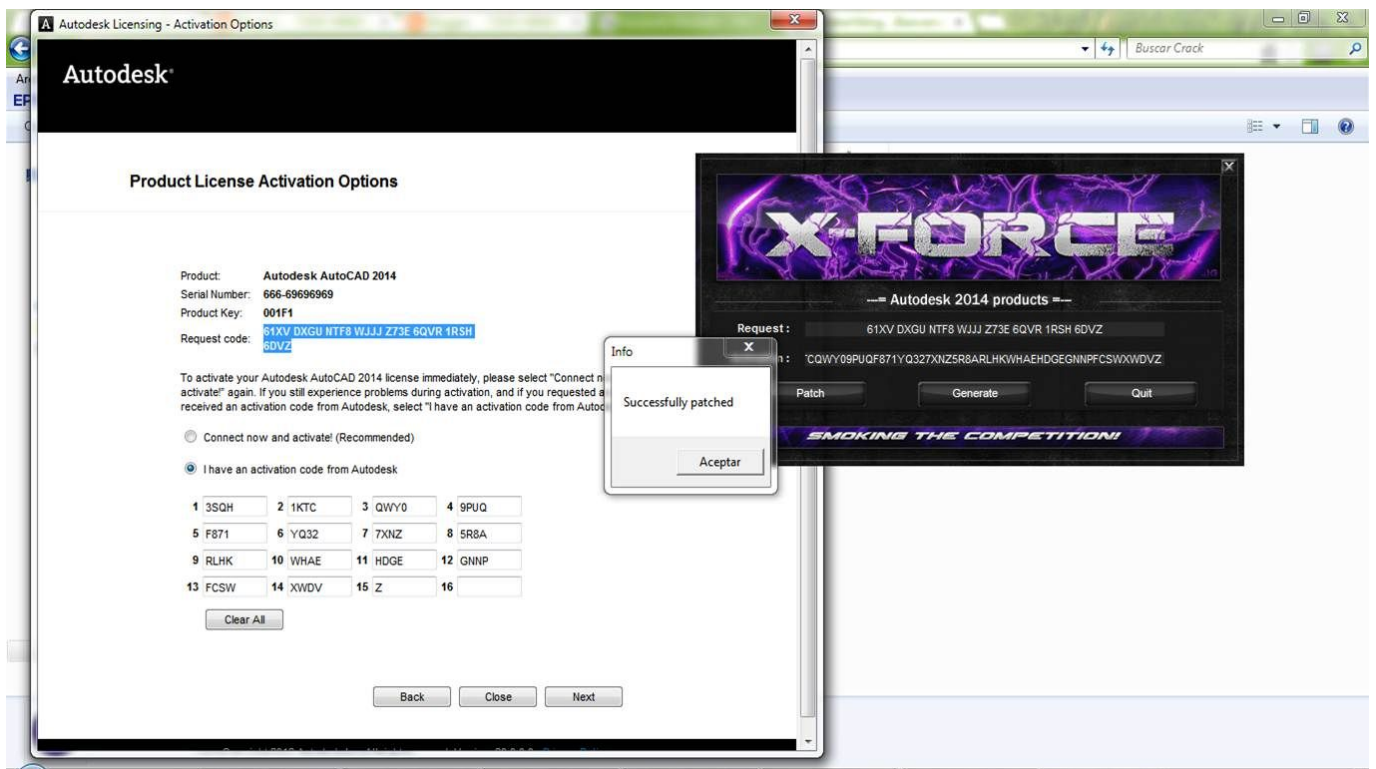 Autodesk Licensing - Activation Options
Buscar Crack
Autodesk
Product License Activation Options
Product: Autodesk AutoCAD 2014
Serial Number: 666-69696969
Product Key: 001F1
Request code: 61XV DXGU NTF8 WJJJ Z73E 6QVR 1RSH
6DVZ
To activate your Autodesk AutoCAD 2014 license immediately, please select "Connect
activate!" again. If you still experience problems during activation, and if you requested
received an activation code from Autodesk, select "I have an activation code from
Connect now and activate! (Recommended)
I have an activation code from Autodesk
1 3SQH 2 1KTC 3 QWY0 4 9PUQ
5 F871 6 YQ32 7 7XNZ 8 5R8A
9 RLHK 10 WHAE 11 HDGE 12 GNNP
13 FCSW 14 XWDV 15 Z 16
Clear All
Back Close Next
X-FORCE
---= Autodesk 2014 products =---
Request : 61XV DXGU NTF8 WJJJ Z73E 6QVR 1RSH 6DVZ
CQWY09PUQF871YQ327XNZ5R8ARLHKWHAEHDGEGNNPFCSWXWDVZ
Patch Generate Quit
SMOKING THE COMPETITION!
Info
Successfully patched
Aceptar